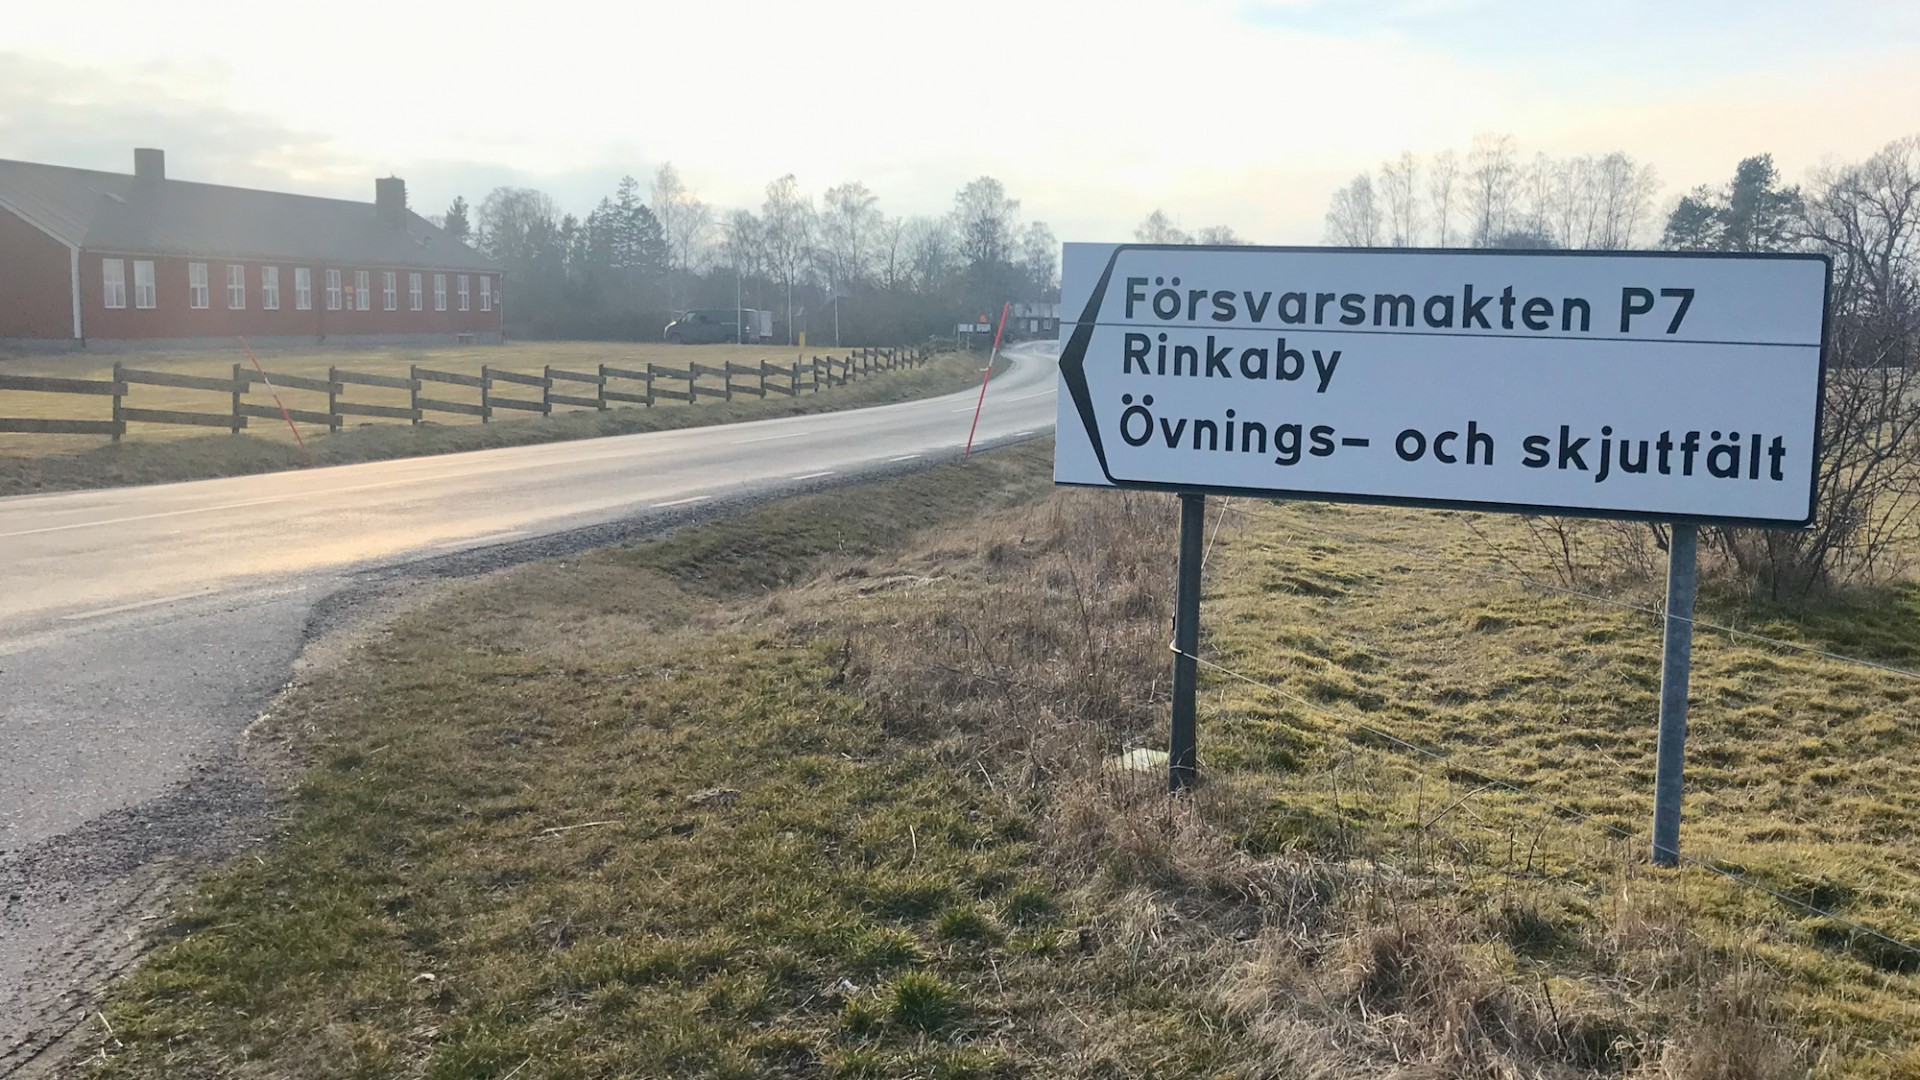 Försvarsmakten P7
Rinkaby
Övnings- och skjutfält